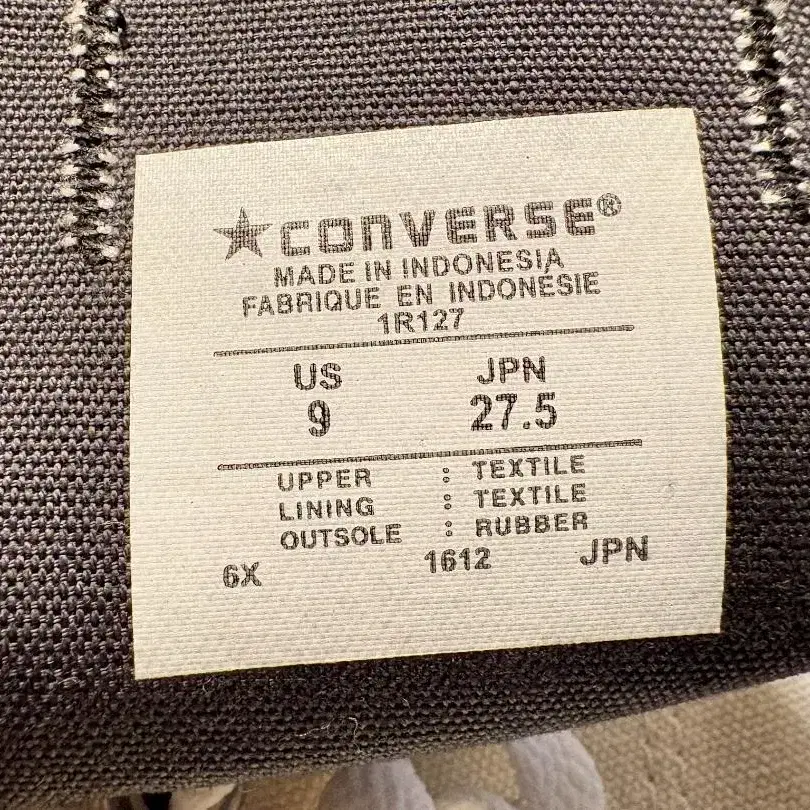 CONVERSE®
MADE IN INDONESIA
FABRIQUE EN INDONÉSIE
1R127
US JPN
9 27.5
UPPER : TEXTILE
LINING : TEXTILE
OUTSOLE : RUBBER
6X 1612 JPN